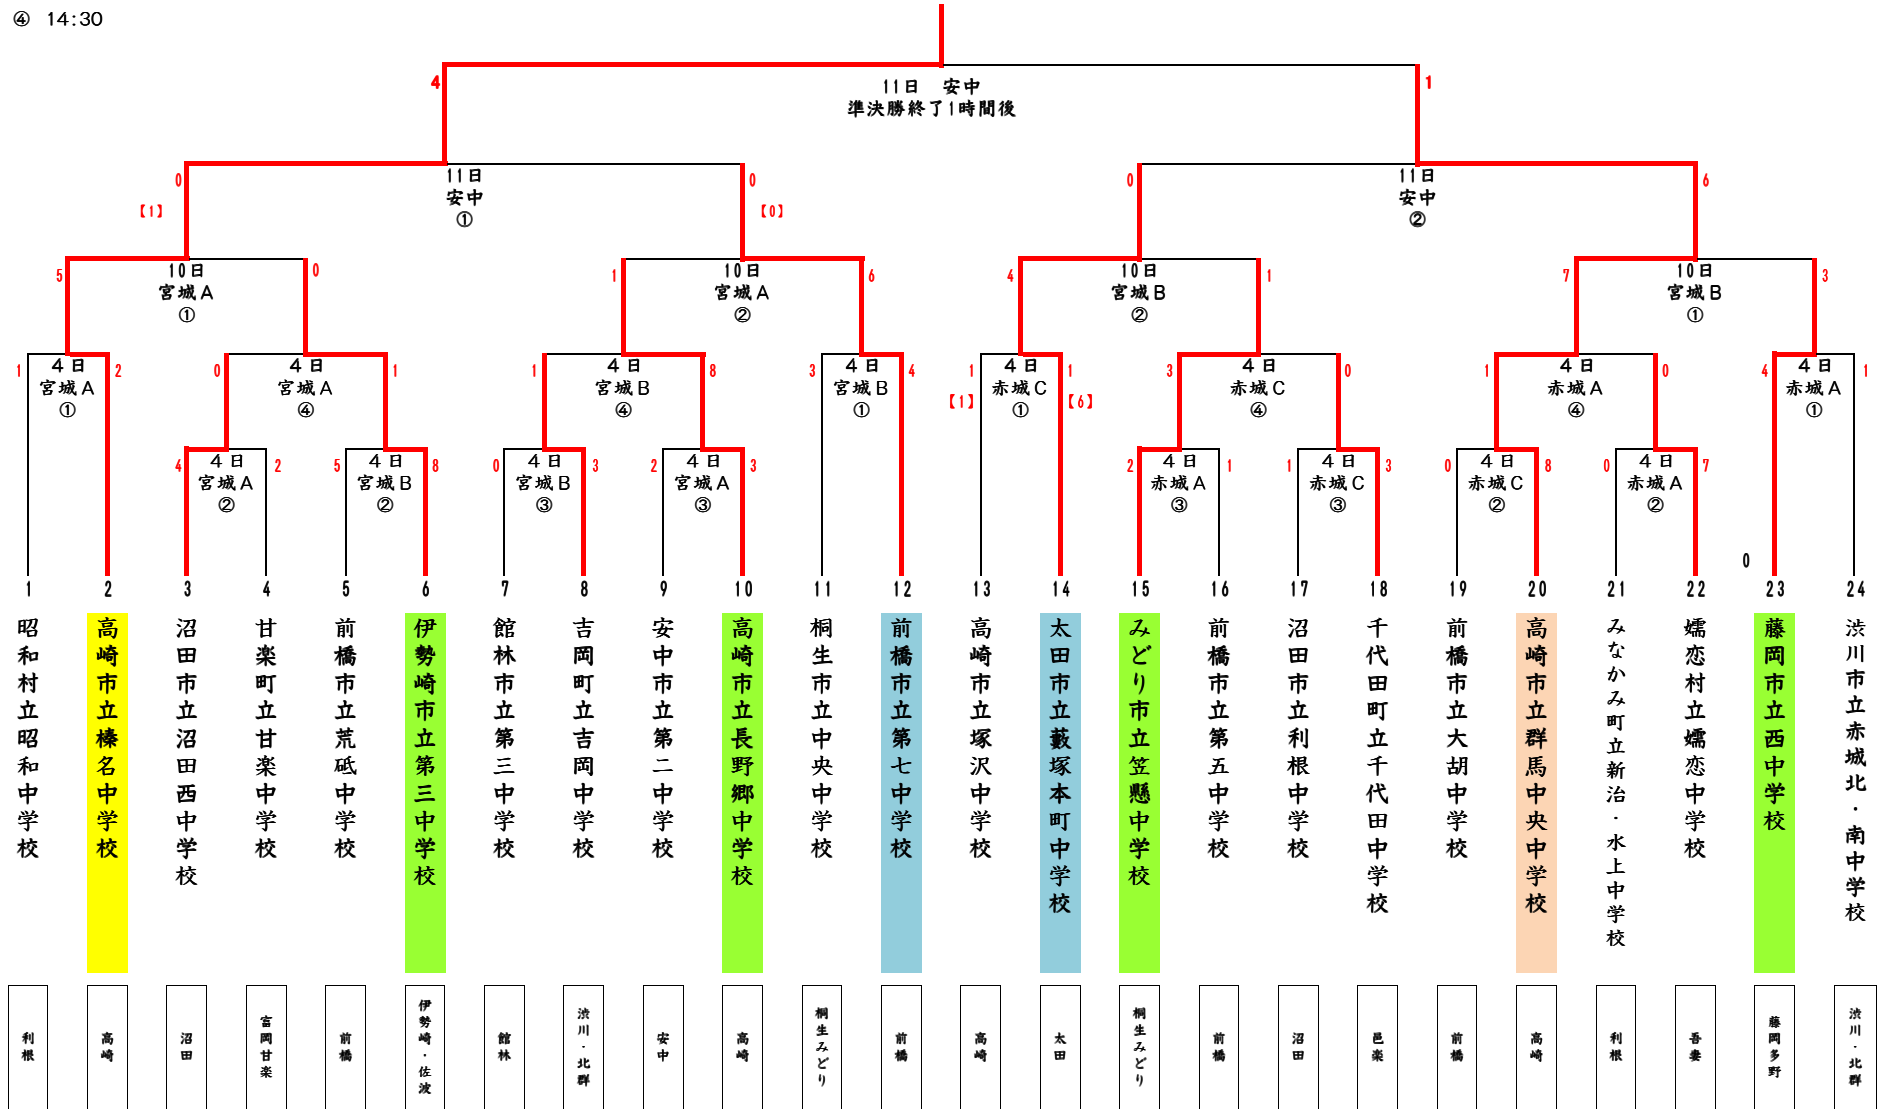 ④ 14:30
4
1
11日 安中
準決勝終了1時間後
0
【1】
11日
安中
①
0
【0】
0
11日
安中
②
6
5
10日
宮城A
①
0
1
10日
宮城A
②
6
4
10日
宮城B
②
1
7
10日
宮城B
①
3
1
4日
宮城A
①
2
0
4日
宮城A
④
1
1
4日
宮城B
④
8
3
4日
宮城B
①
4
1
【1】
4日
赤城C
①
1
【6】
3
4日
赤城C
④
0
1
4日
赤城A
④
0
4
4日
赤城A
①
1
4
4日
宮城A
②
2
5
4日
宮城B
②
8
0
4日
宮城B
③
3
2
4日
宮城A
③
3
2
4日
赤城A
③
1
1
4日
赤城C
③
3
0
4日
赤城C
②
8
0
4日
赤城A
②
7
0
1
2
3
4
5
6
7
8
9
10
11
12
13
14
15
16
17
18
19
20
21
22
23
24
昭和村立昭和中学校
高崎市立榛名中学校
沼田市立沼田西中学校
甘楽町立甘楽中学校
前橋市立荒砥中学校
伊勢崎市立第三中学校
館林市立第三中学校
吉岡町立吉岡中学校
安中市立第二中学校
高崎市立長野郷中学校
桐生市立中央中学校
前橋市立第七中学校
高崎市立塚沢中学校
太田市立藪塚本町中学校
みどり市立笠懸中学校
前橋市立第五中学校
沼田市立利根中学校
千代田町立千代田中学校
前橋市立大胡中学校
高崎市立群馬中央中学校
みなかみ町立新治・水上中学校
嬬恋村立嬬恋中学校
藤岡市立西中学校
渋川市立赤城北・南中学校
利根
高崎
沼田
富岡甘楽
前橋
伊勢崎・佐波
館林
渋川・北群
安中
高崎
桐生みどり
前橋
高崎
太田
桐生みどり
前橋
沼田
邑楽
前橋
高崎
利根
吾妻
藤岡多野
渋川・北群